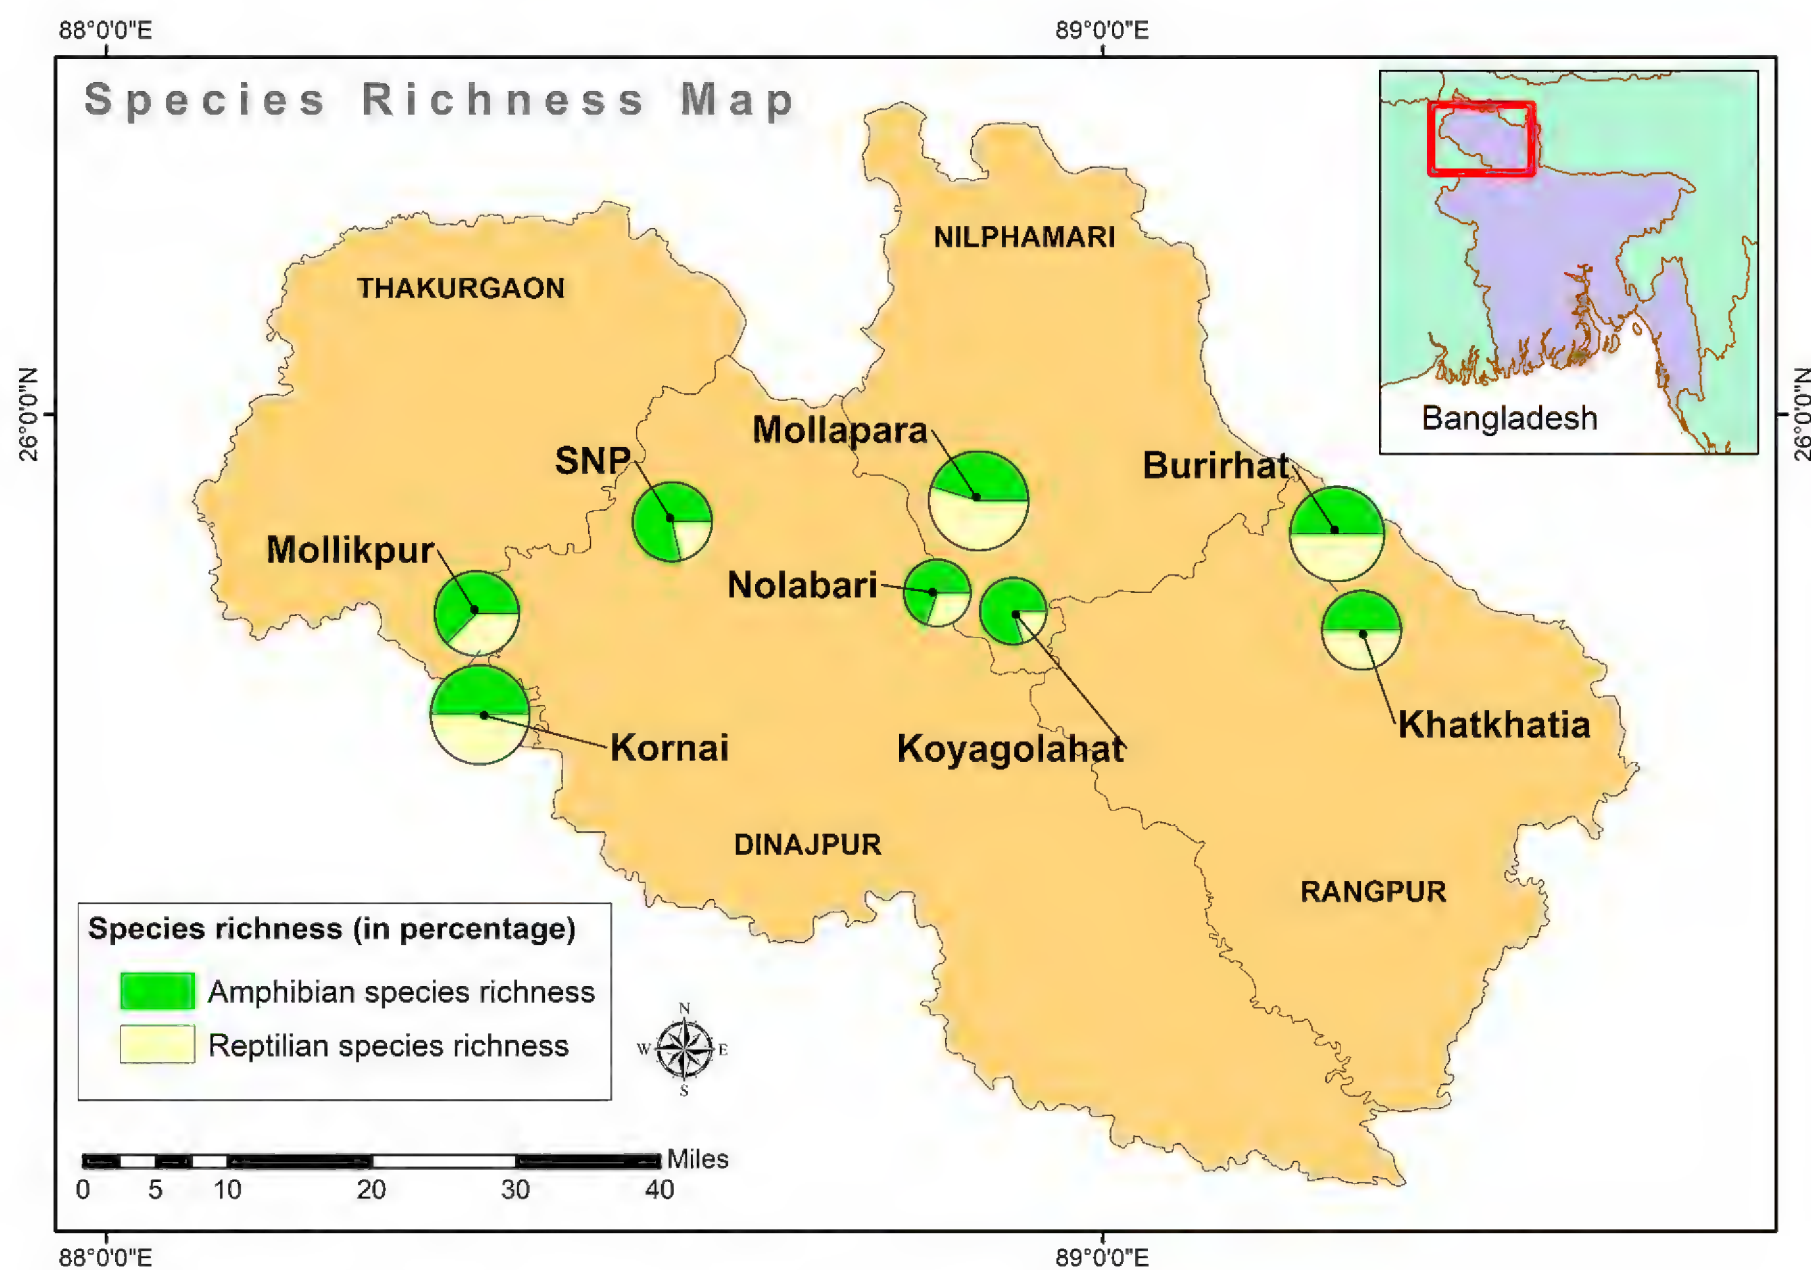 88°0'0"E
89°0'0"E
Species Richness Map
NILPHAMARI
THAKURGAON
26°0'0"N
26°0'0"N
Bangladesh
Mollapara
SNP
Burirhat
Mollikpur
Nolabari
Khatkhatia
Kornai
Koyagolahat
DINAJPUR
RANGPUR
Species richness (in percentage)
Amphibian species richness
Reptilian species richness
N
W E
S
Miles
0 5 10 20 30 40
88°0'0"E
89°0'0"E